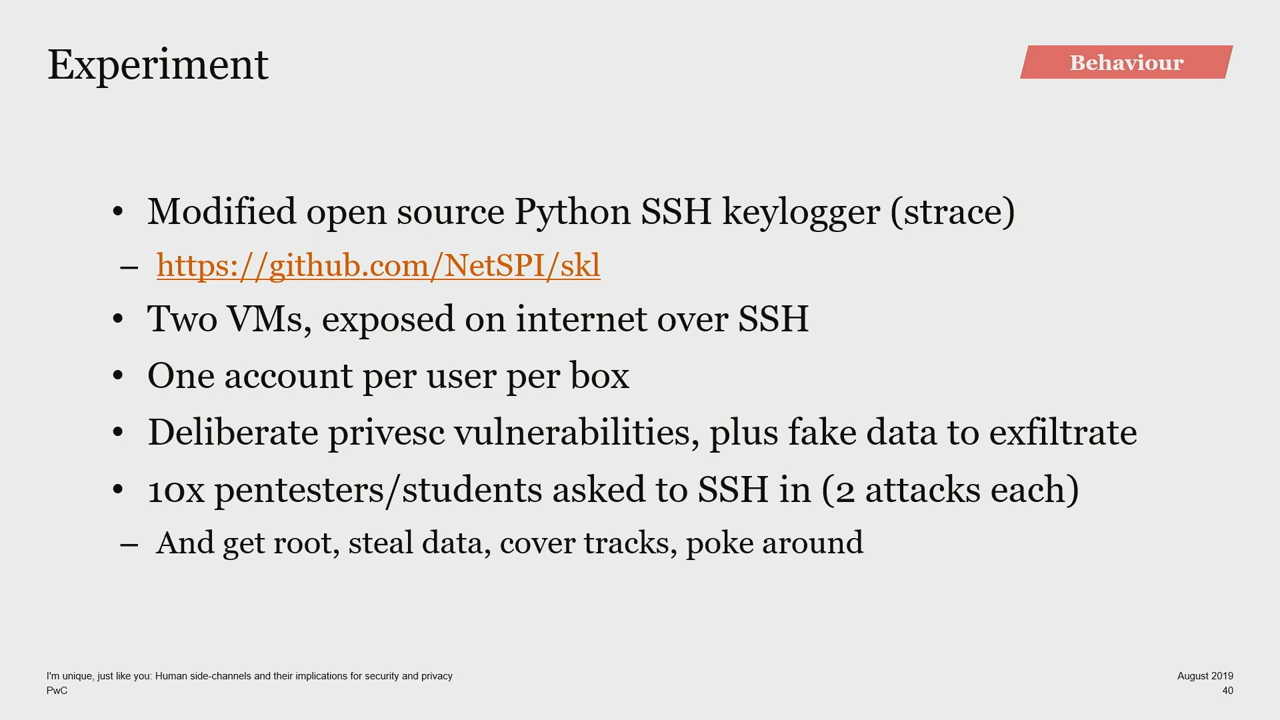 Experiment
Behaviour
• Modified open source Python SSH keylogger (strace)
– https://github.com/NetSPI/skl
• Two VMs, exposed on internet over SSH
• One account per user per box
• Deliberate privesc vulnerabilities, plus fake data to exfiltrate
• 10x pentesters/students asked to SSH in (2 attacks each)
– And get root, steal data, cover tracks, poke around
I'm unique, just like you: Human side-channels and their implications for security and privacy
PwC
August 2019
40